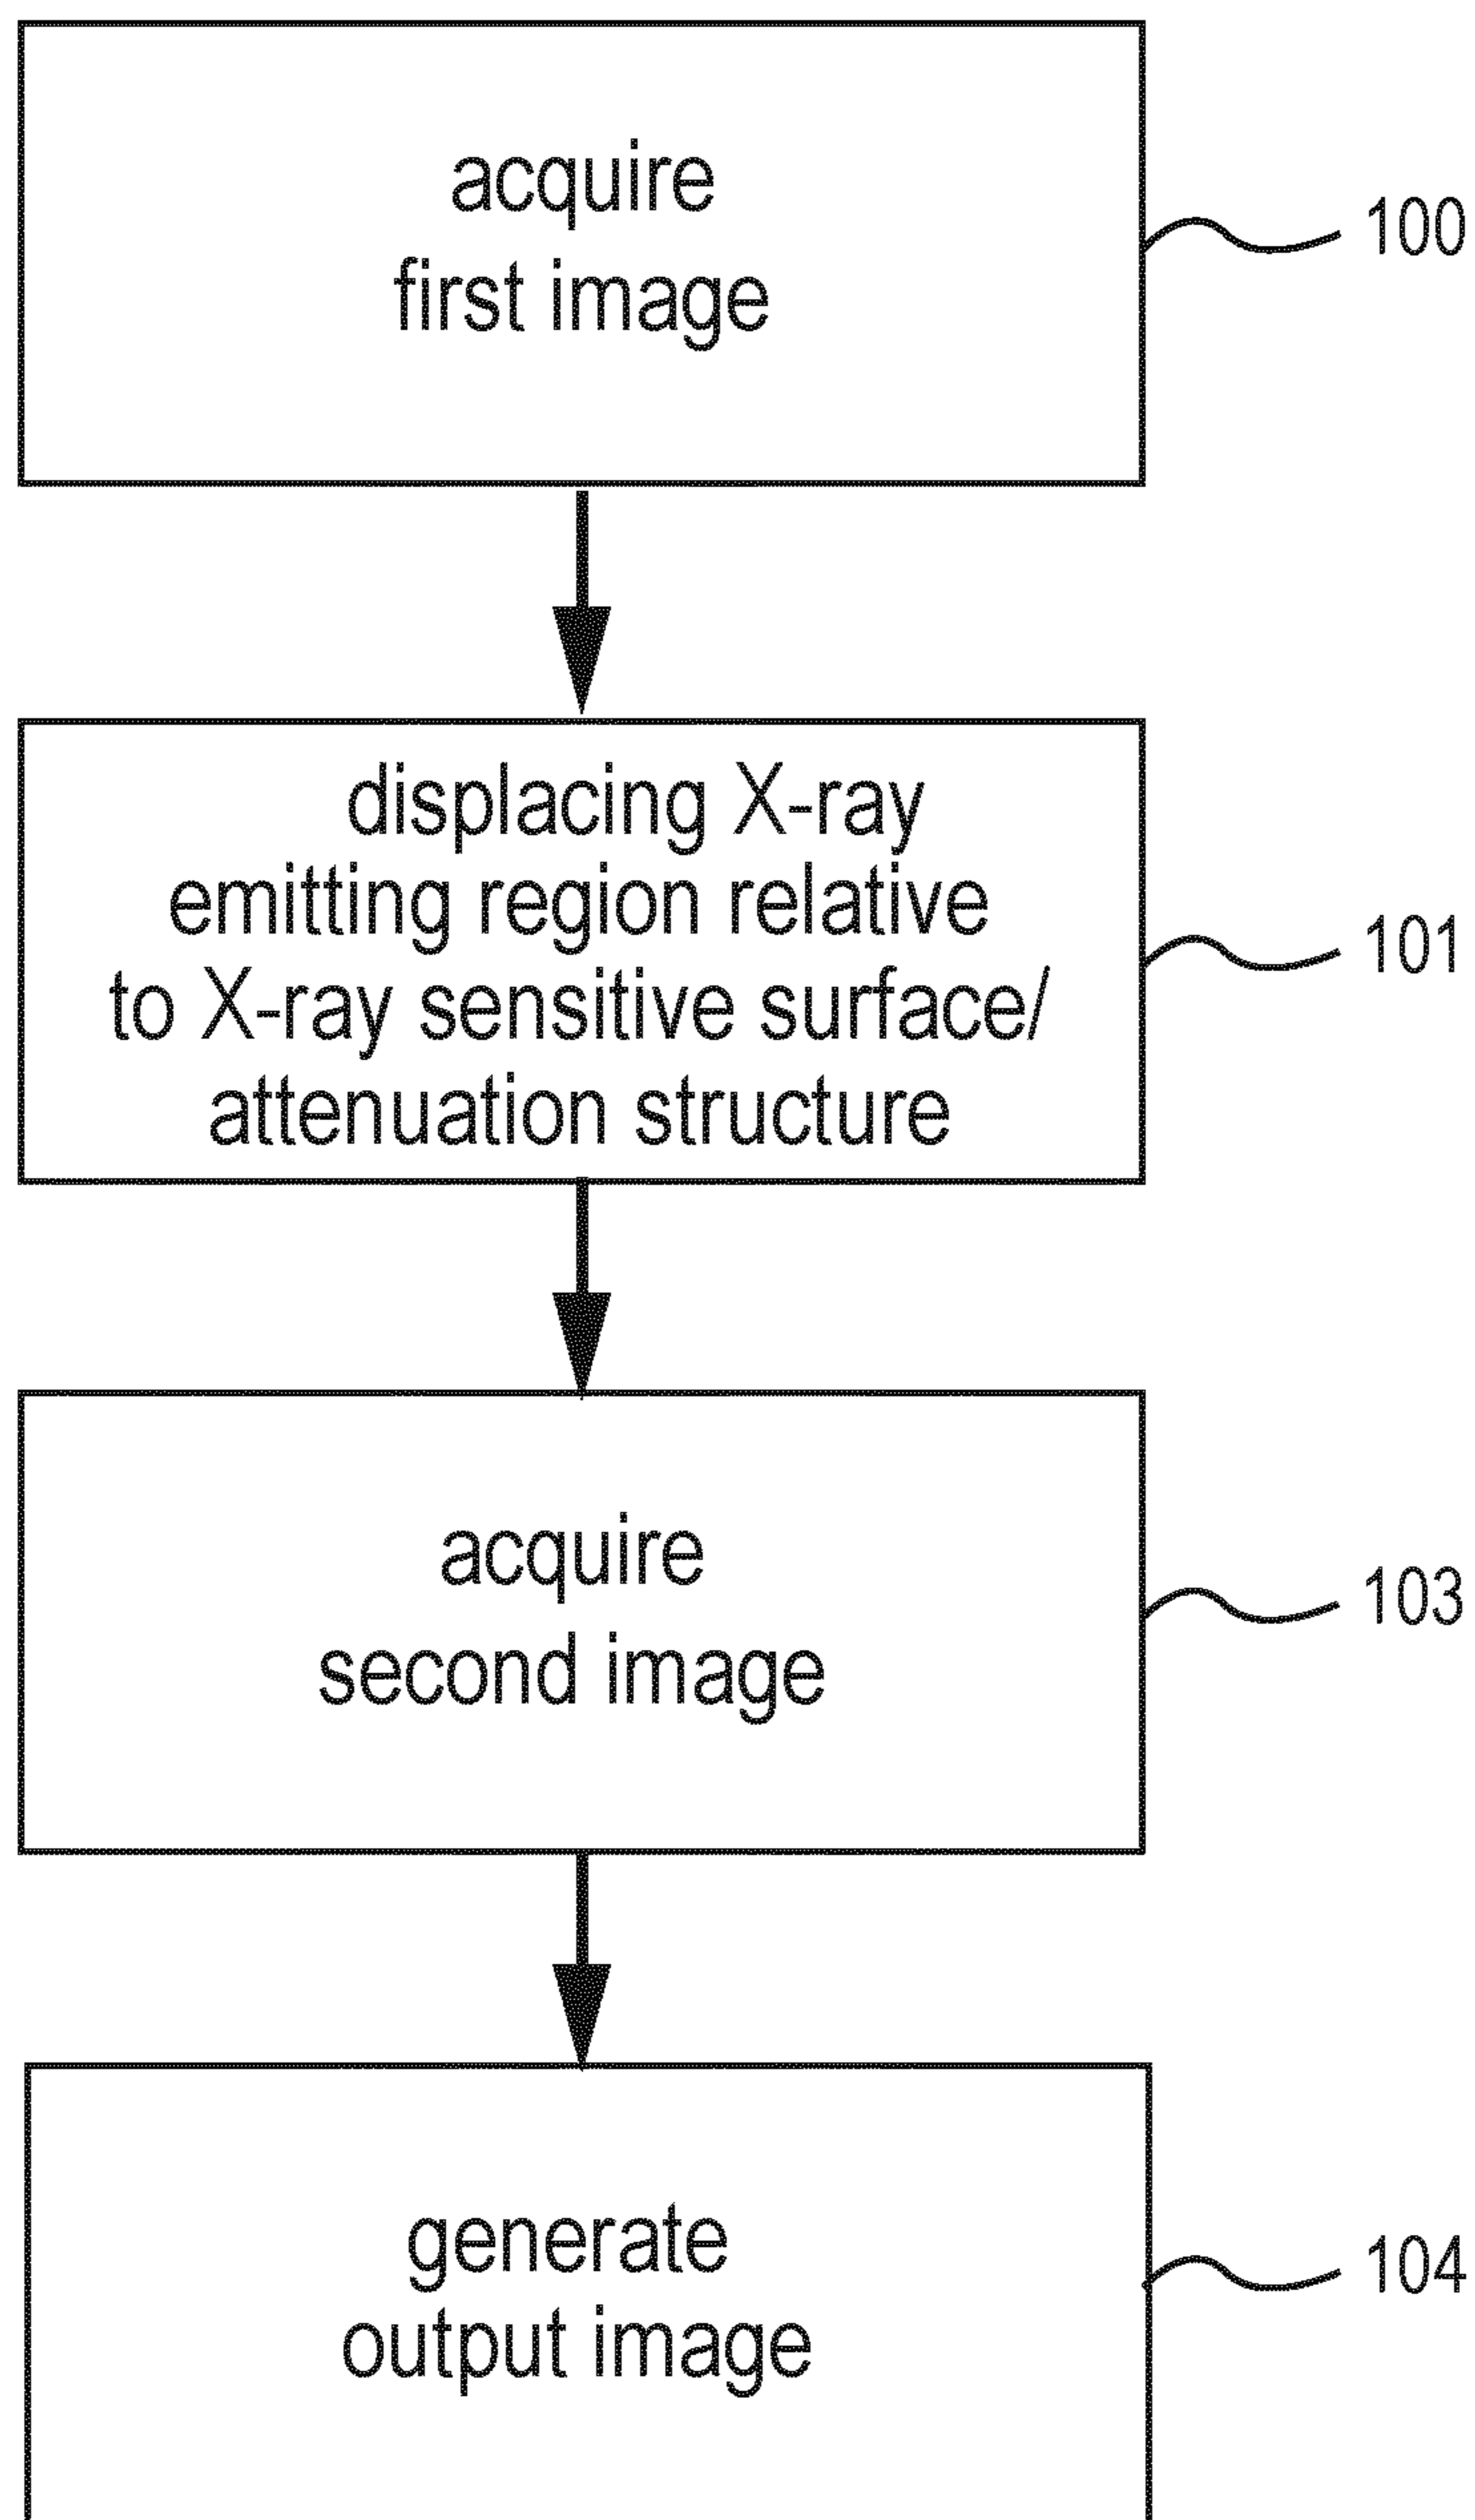 acquire
first image
100
displacing X-ray
emitting region relative
to X-ray sensitive surface/
attenuation structure
101
acquire
second image
103
generate
output image
104